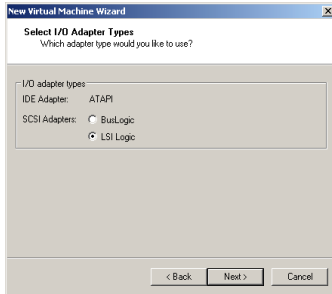 New Virtual Machine Wizard
Select I/O Adapter Types
Which adapter type would you like to use?
I/O adapter types
IDE Adapter: ATAPI
SCSI Adapters: BusLogic
LSI Logic
< Back Next > Cancel